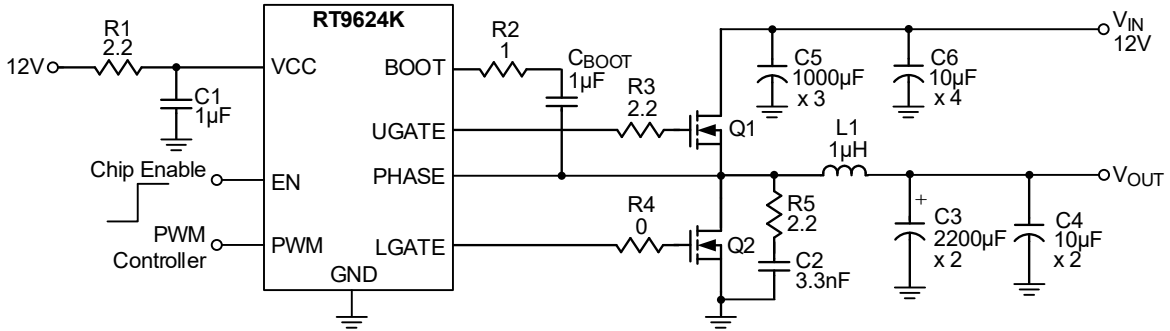 RT9624K
R1
2.2
12V
VCC
C1
1µF
Chip Enable
EN
PWM
Controller
PWM
GND
BOOT
UGATE
PHASE
LGATE
R2
1
CBOOT
1µF
R3
2.2
Q1
R4
0
Q2
R5
2.2
C2
3.3nF
C5
1000µF
x 3
C6
10µF
x 4
VIN
12V
L1
1µH
VOUT
+
C3
2200µF
x 2
C4
10µF
x 2